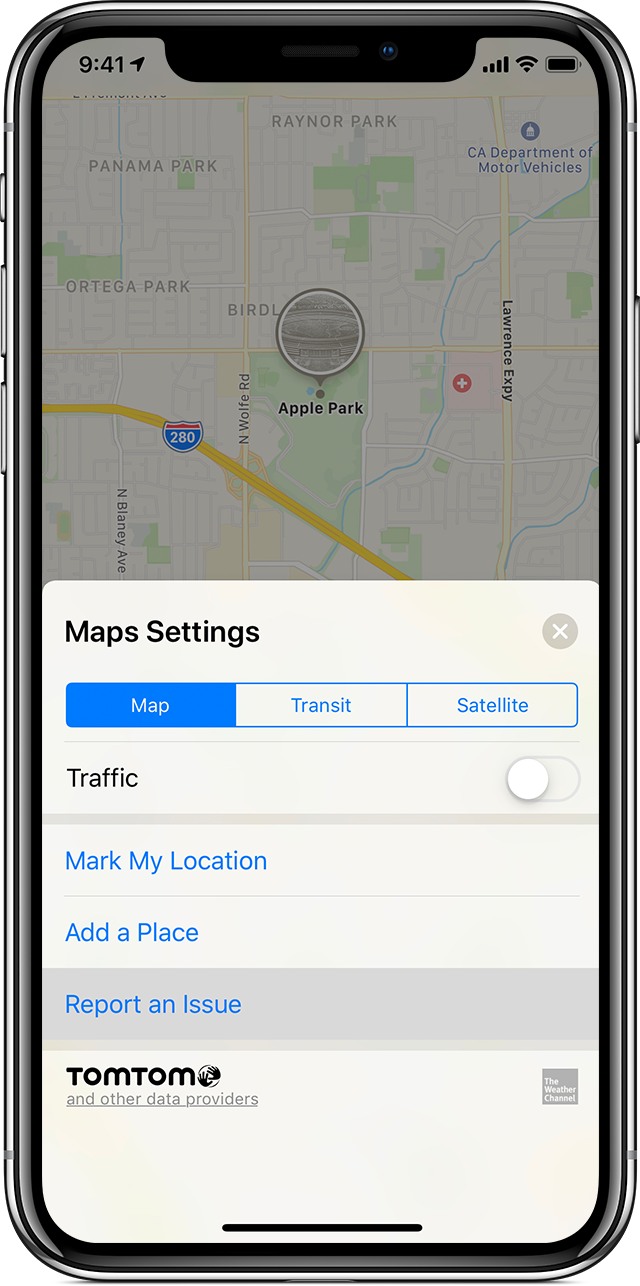 9:41
E Fremont Ave
RAYNOR PARK
CA Department of
Motor Vehicles
PANAMA PARK
ORTEGA PARK
BIRDL
Lawrence Expy
N Wolfe Rd
Apple Park
280
N Blaney Ave
Maps Settings
Map
Transit
Satellite
Traffic
Mark My Location
Add a Place
Report an Issue
TOMTOM
and other data providers
The
Weather
Channel